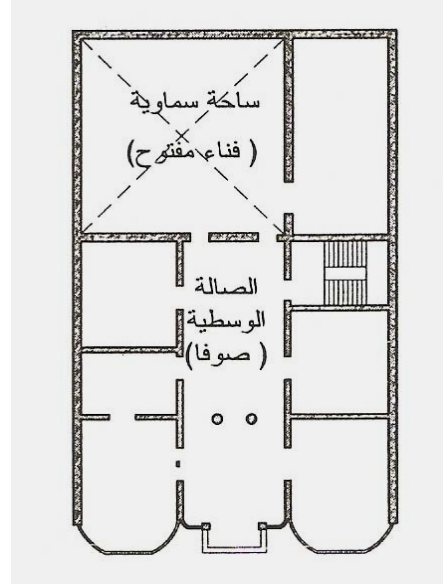 ساحة سماوية
( فناء مفتوح)
الصالة
الوسطية
( صوفا)